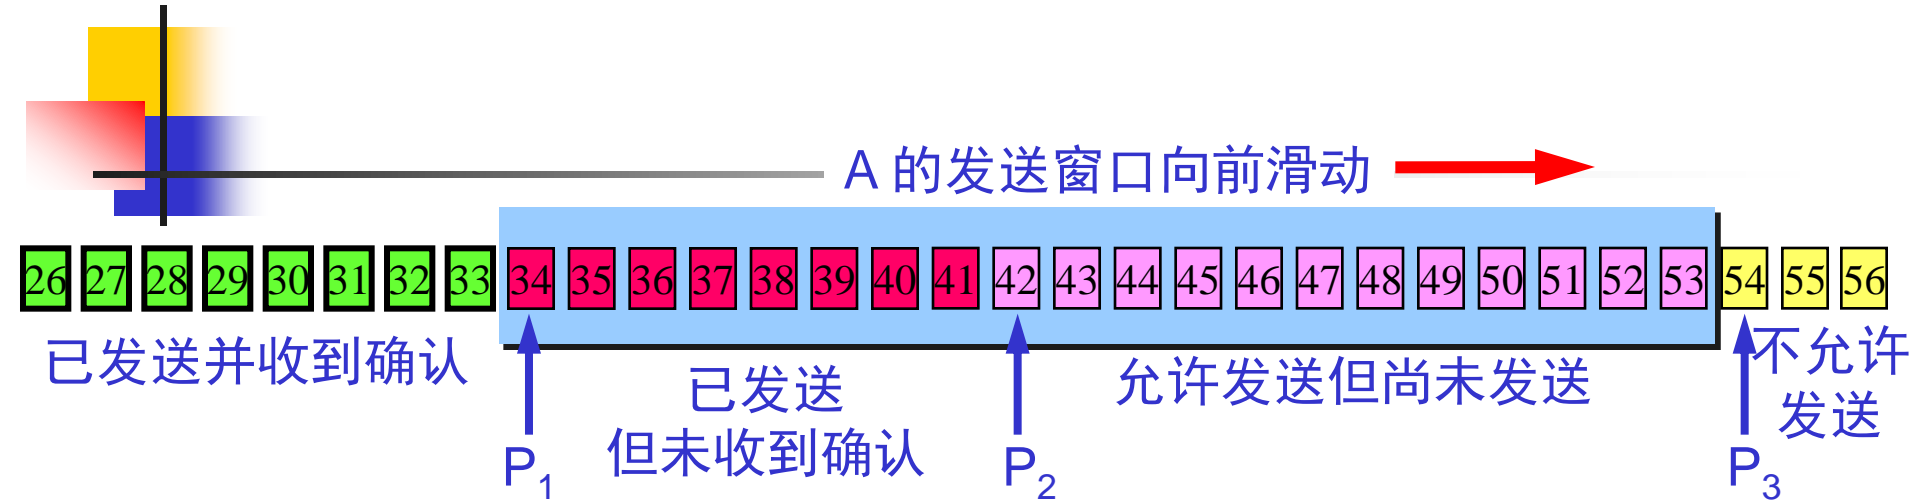 A 的发送窗口向前滑动
26 27 28 29 30 31 32 33 34 35 36 37 38 39 40 41 42 43 44 45 46 47 48 49 50 51 52 53 54 55 56
已发送并收到确认
已发送
但未收到确认
允许发送但尚未发送
不允许
发送
P1
P2
P3